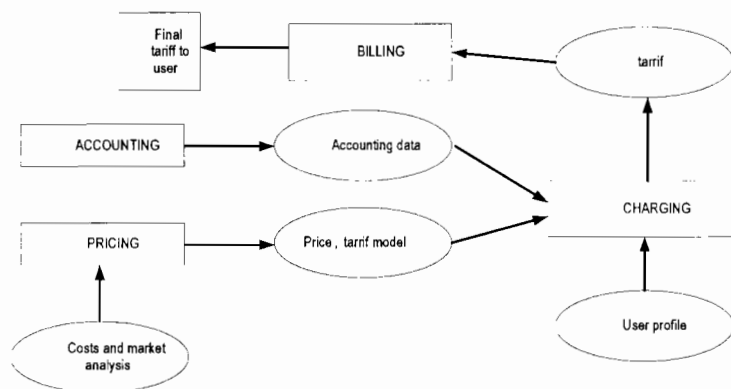 Final
tariff to
user
BILLING
tarrif
ACCOUNTING
Accounting data
CHARGING
PRICING
Price , tarrif model
User profile
Costs and market
analysis